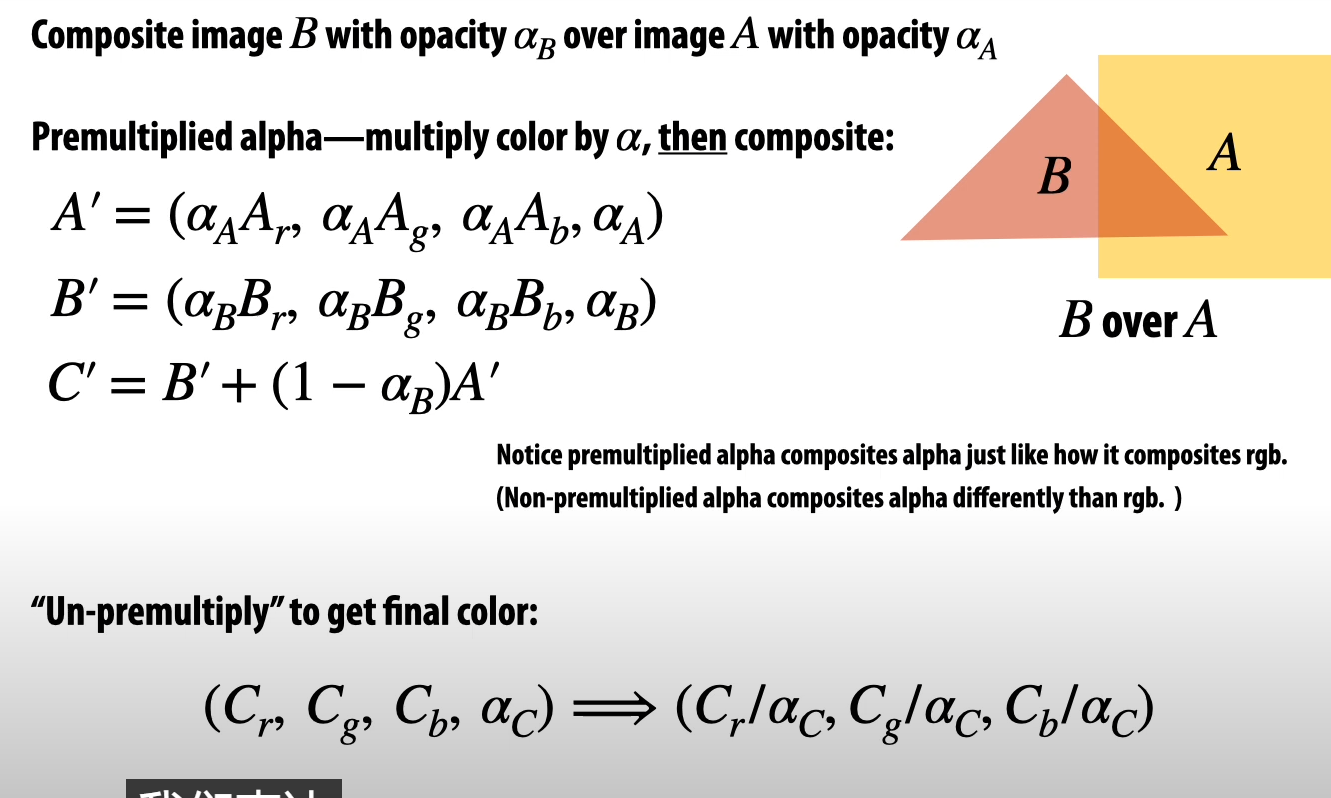 Composite image B with opacity α_B over image A with opacity α_A
Premultiplied alpha—multiply color by α, then composite:
A′ = (α_A A_r, α_A A_g, α_A A_b, α_A)
B′ = (α_B B_r, α_B B_g, α_B B_b, α_B)
C′ = B′ + (1 − α_B)A′
B
A
B over A
Notice premultiplied alpha composites alpha just like how it composites rgb.
(Non-premultiplied alpha composites alpha differently than rgb. )
“Un-premultiply” to get final color:
(C_r, C_g, C_b, α_C) ⟹ (C_r/α_C, C_g/α_C, C_b/α_C)